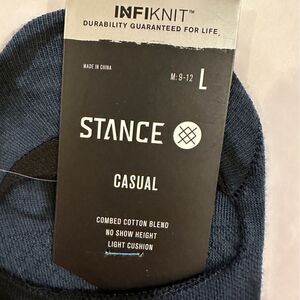 INFIKNIT™
DURABILITY GUARANTEED FOR LIFE.
MADE IN CHINA
M: 9-12 L
STANCE
CASUAL
COMBED COTTON BLEND
NO SHOW HEIGHT
LIGHT CUSHION